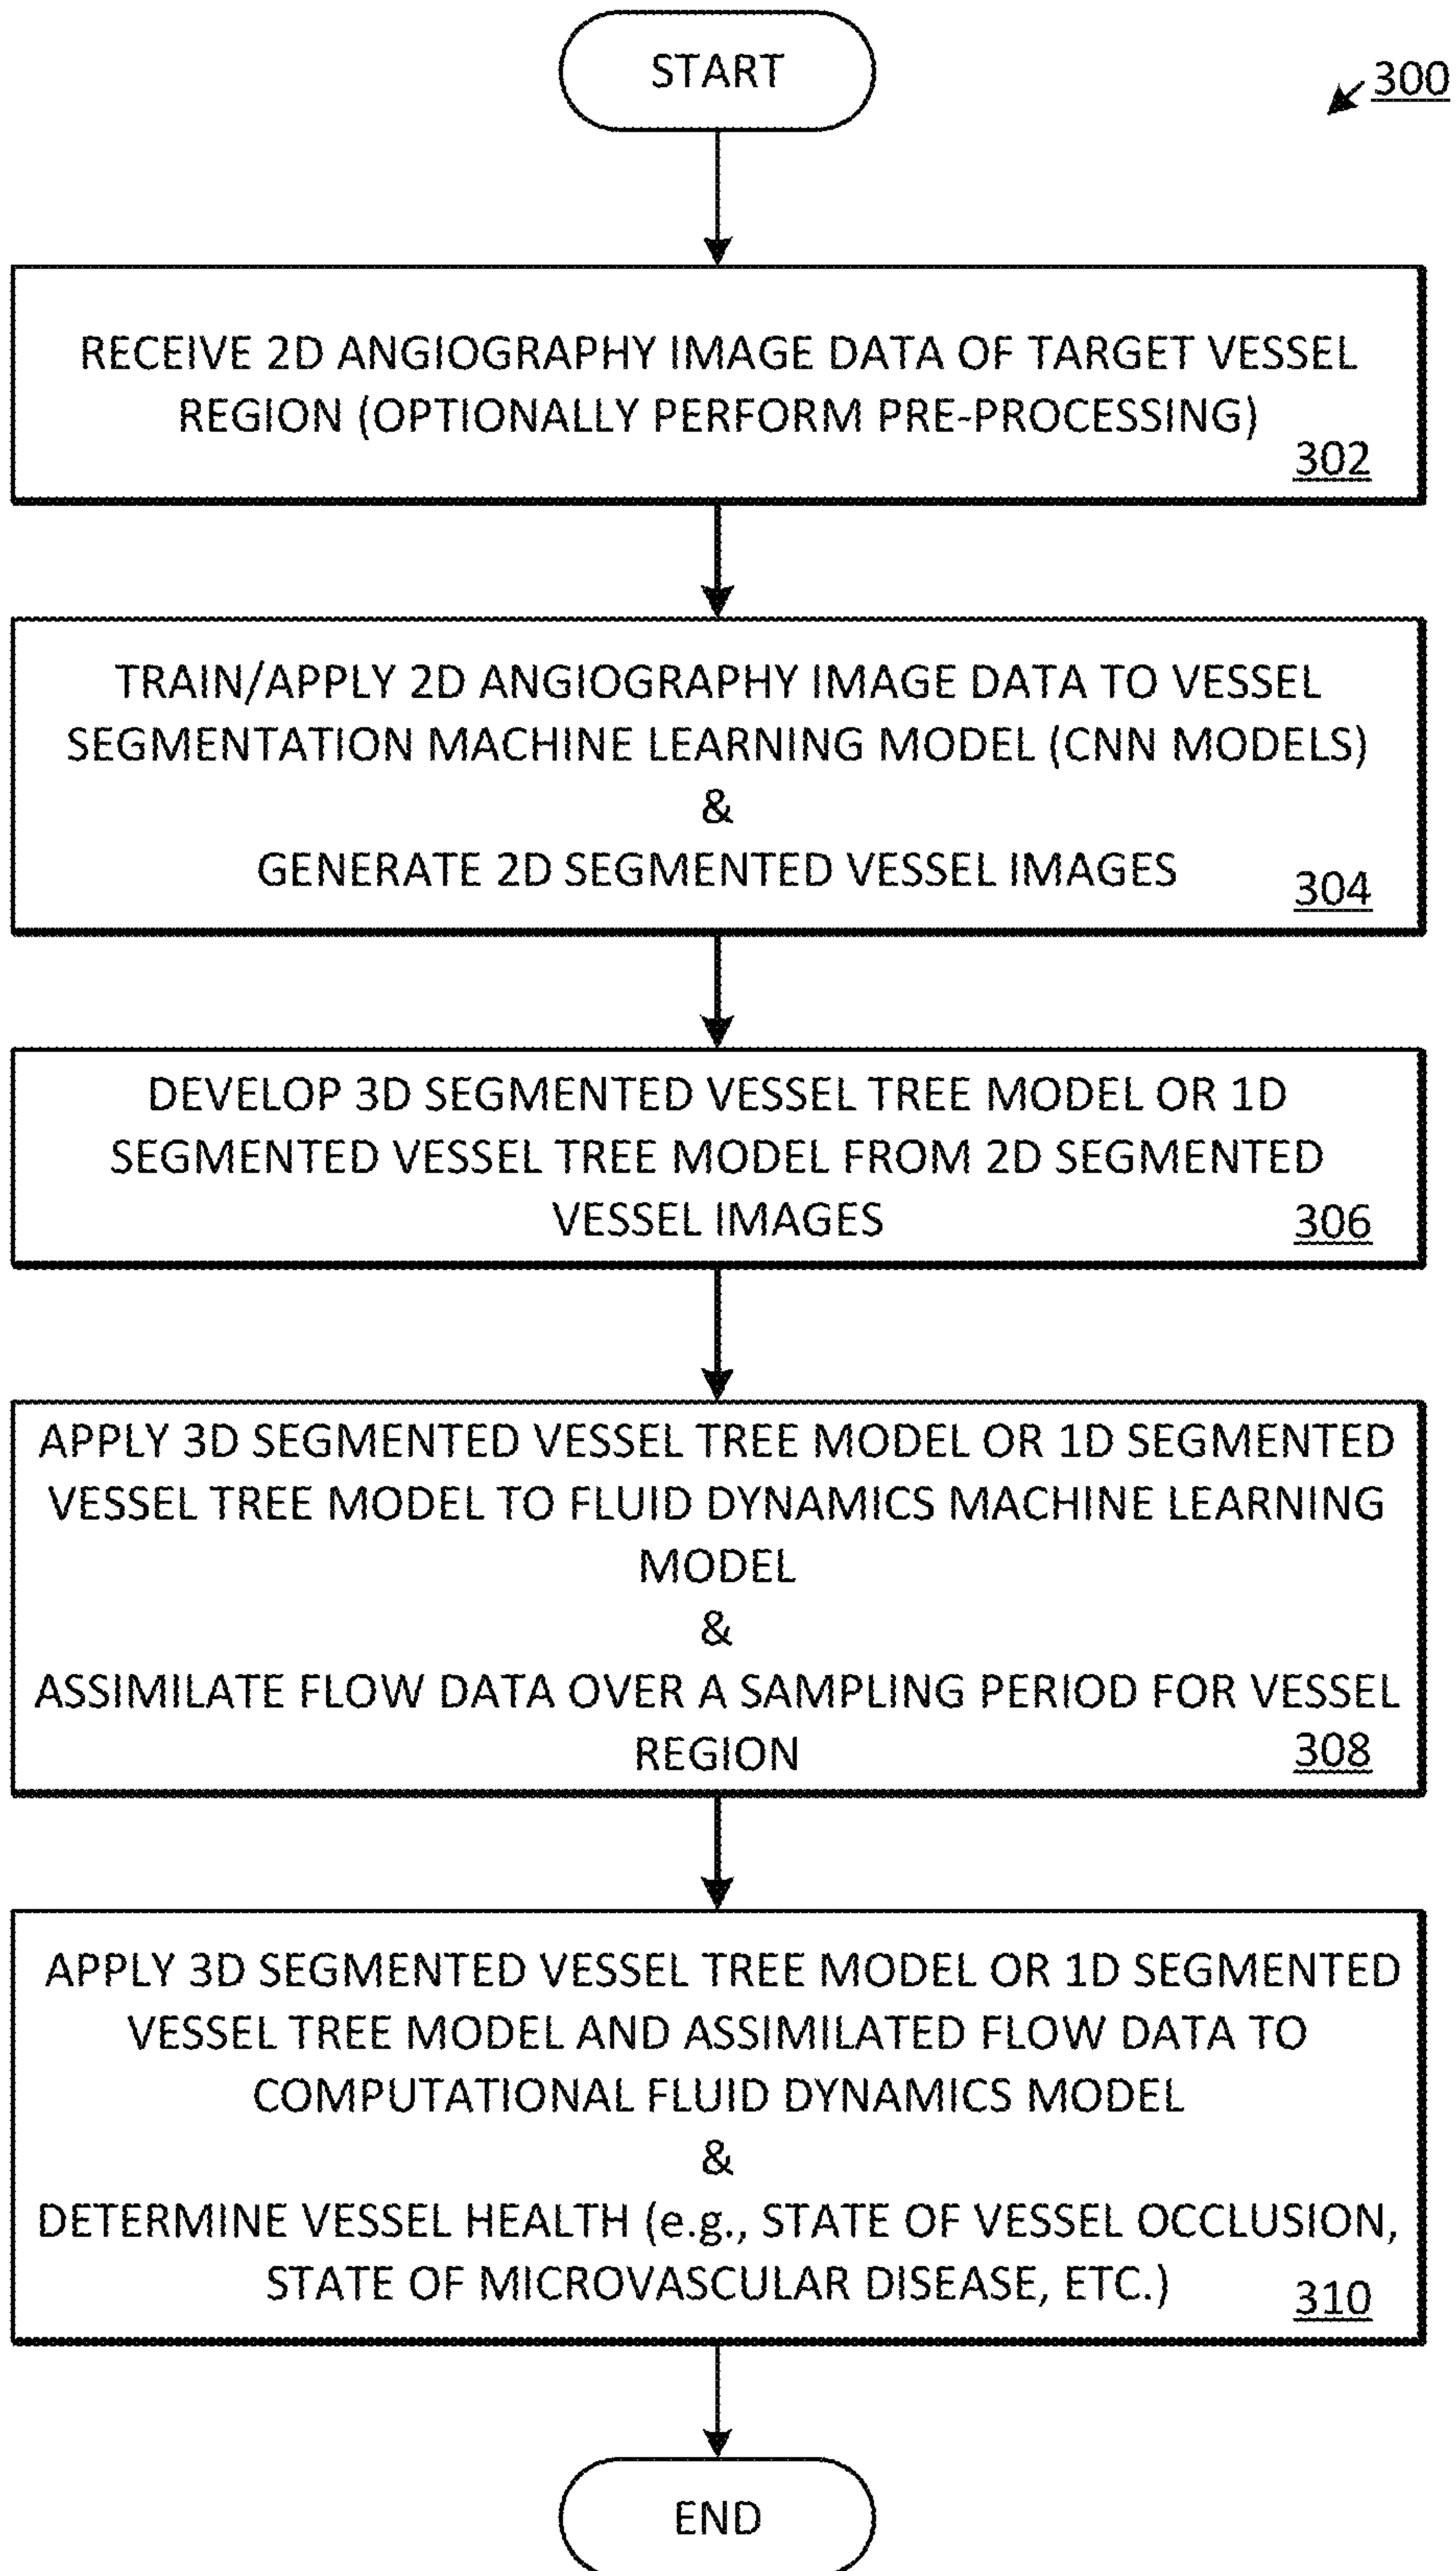 START
300
RECEIVE 2D ANGIOGRAPHY IMAGE DATA OF TARGET VESSEL
REGION (OPTIONALLY PERFORM PRE-PROCESSING)
302
TRAIN/APPLY 2D ANGIOGRAPHY IMAGE DATA TO VESSEL
SEGMENTATION MACHINE LEARNING MODEL (CNN MODELS)
&
GENERATE 2D SEGMENTED VESSEL IMAGES
304
DEVELOP 3D SEGMENTED VESSEL TREE MODEL OR 1D
SEGMENTED VESSEL TREE MODEL FROM 2D SEGMENTED
VESSEL IMAGES
306
APPLY 3D SEGMENTED VESSEL TREE MODEL OR 1D SEGMENTED
VESSEL TREE MODEL TO FLUID DYNAMICS MACHINE LEARNING
MODEL
&
ASSIMILATE FLOW DATA OVER A SAMPLING PERIOD FOR VESSEL
REGION
308
APPLY 3D SEGMENTED VESSEL TREE MODEL OR 1D SEGMENTED
VESSEL TREE MODEL AND ASSIMILATED FLOW DATA TO
COMPUTATIONAL FLUID DYNAMICS MODEL
&
DETERMINE VESSEL HEALTH (e.g., STATE OF VESSEL OCCLUSION,
STATE OF MICROVASCULAR DISEASE, ETC.)
310
END